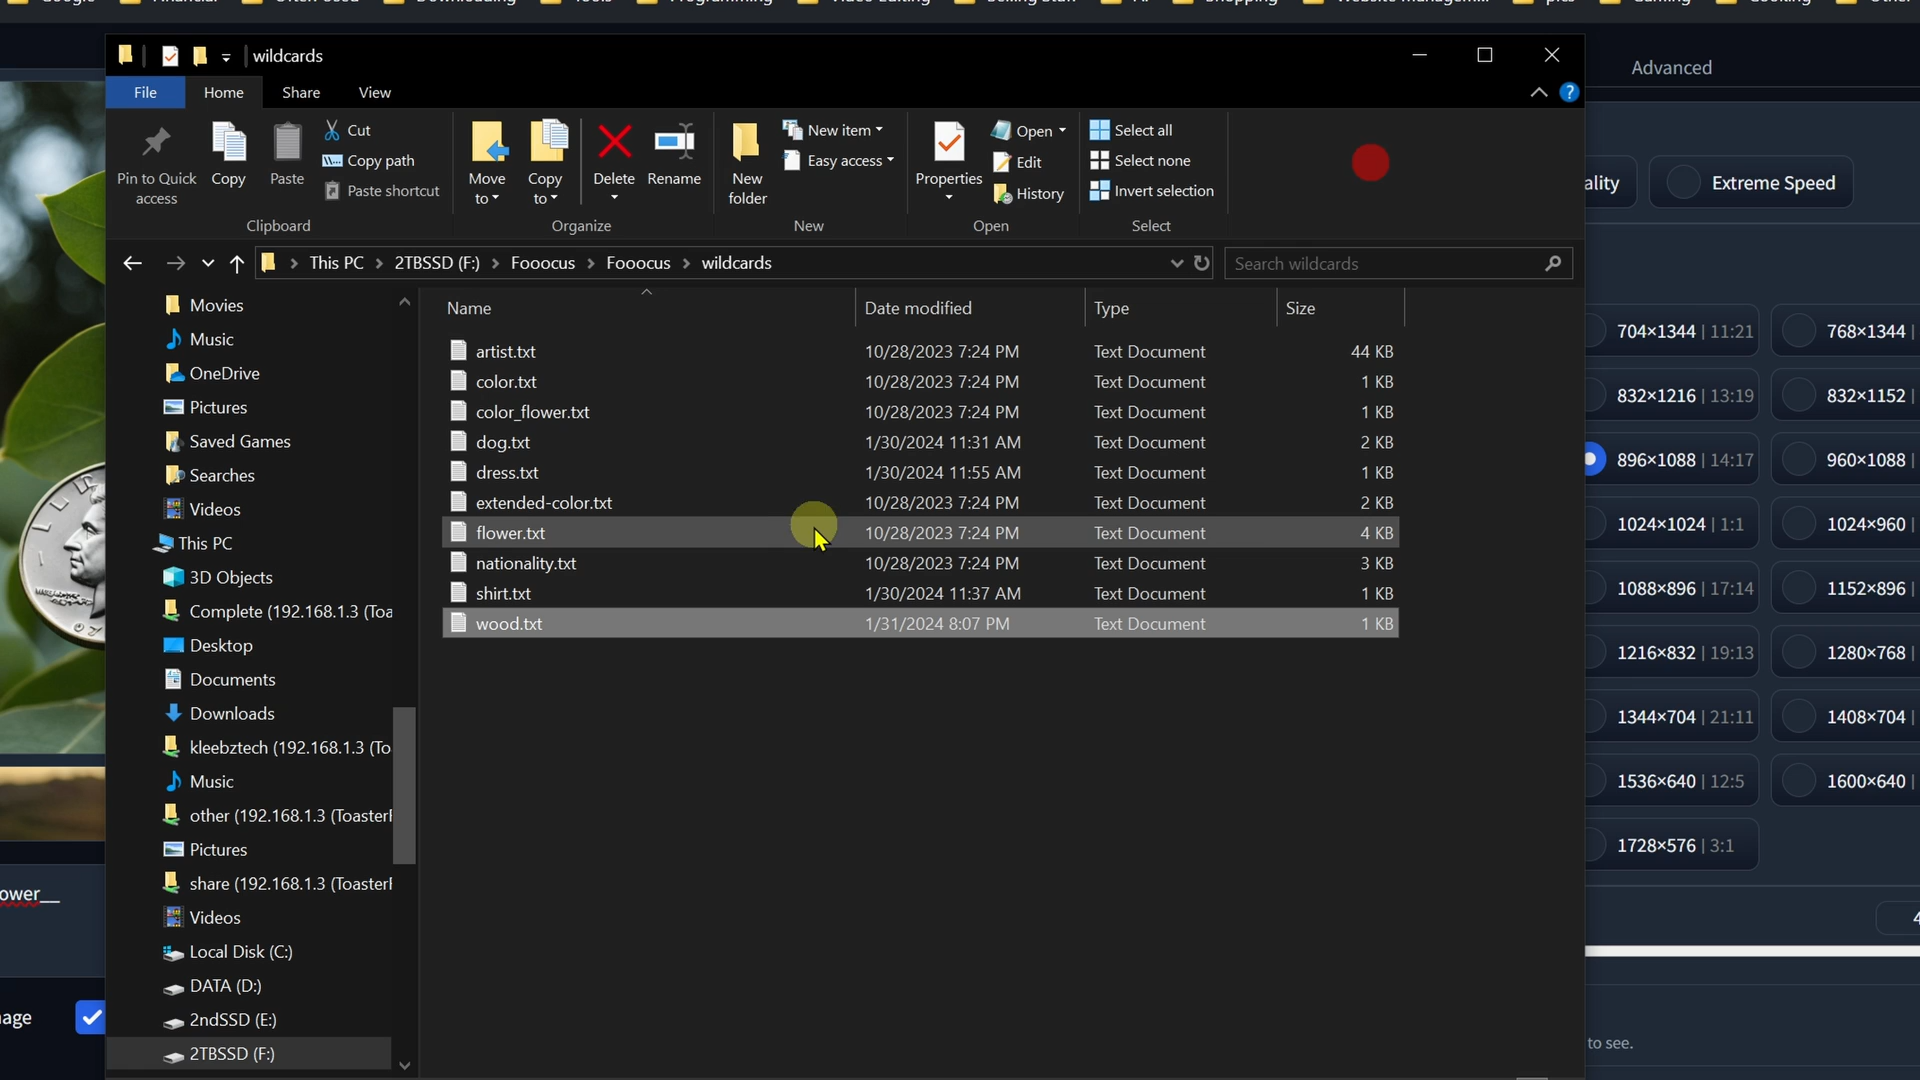 wildcards
File
Home
Share
View
Pin to Quick access
Copy
Paste
Cut
Copy path
Paste shortcut
Clipboard
Move to
Copy to
Delete
Rename
Organize
New folder
New item
Easy access
New
Properties
Open
Edit
History
Open
Select all
Select none
Invert selection
Select
This PC
2TBSSD (F:)
Fooocus
Fooocus
wildcards
Search wildcards
Movies
Music
OneDrive
Pictures
Saved Games
Searches
Videos
This PC
3D Objects
Complete (192.168.1.3 (Toa
Desktop
Documents
Downloads
kleebztech (192.168.1.3 (To
Music
other (192.168.1.3 (Toasterl
Pictures
share (192.168.1.3 (Toasterl
Videos
Local Disk (C:)
DATA (D:)
2ndSSD (E:)
2TBSSD (F:)
Name Date modified Type Size
artist.txt 10/28/2023 7:24 PM Text Document 44 KB
color.txt 10/28/2023 7:24 PM Text Document 1 KB
color_flower.txt 10/28/2023 7:24 PM Text Document 1 KB
dog.txt 1/30/2024 11:31 AM Text Document 2 KB
dress.txt 1/30/2024 11:55 AM Text Document 1 KB
extended-color.txt 10/28/2023 7:24 PM Text Document 2 KB
flower.txt 10/28/2023 7:24 PM Text Document 4 KB
nationality.txt 10/28/2023 7:24 PM Text Document 3 KB
shirt.txt 1/30/2024 11:37 AM Text Document 1 KB
wood.txt 1/31/2024 8:07 PM Text Document 1 KB
Advanced
ality
Extreme Speed
704×1344 | 11:21 768×1344 |
832×1216 | 13:19 832×1152 |
896×1088 | 14:17 960×1088 |
1024×1024 | 1:1 1024×960 |
1088×896 | 17:14 1152×896 |
1216×832 | 19:13 1280×768 |
1344×704 | 21:11 1408×704 |
1536×640 | 12:5 1600×640 |
1728×576 | 3:1
to see.
ower__
age